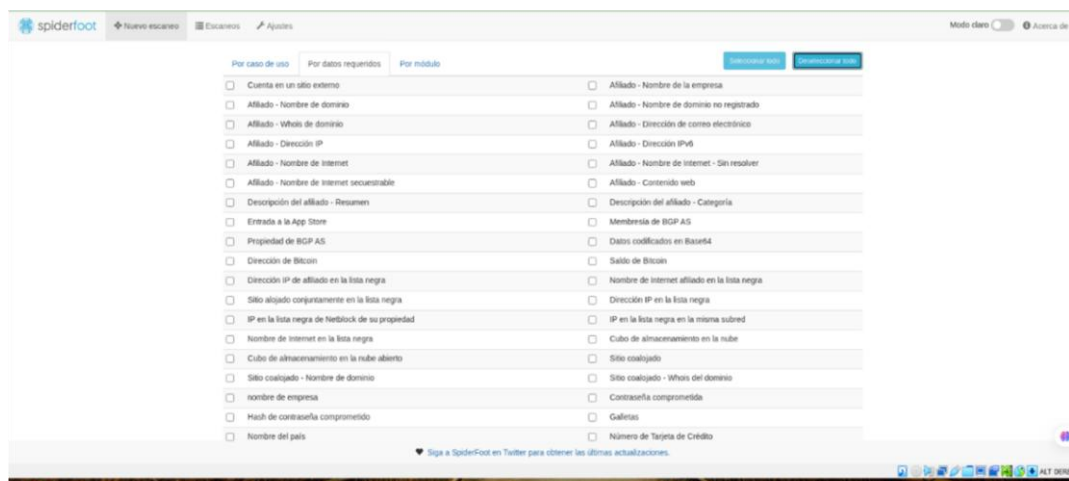 spiderfoot Nuevo escaneo Escaneos Ajustes Modo claro Acerca de
Por caso de uso Por datos requeridos Por módulo Seleccionar todo Deseleccionar todo
Cuenta en un sitio externo Afiliado - Nombre de la empresa
Afiliado - Nombre de dominio Afiliado - Nombre de dominio no registrado
Afiliado - Whois de dominio Afiliado - Dirección de correo electrónico
Afiliado - Dirección IP Afiliado - Dirección IPv6
Afiliado - Nombre de Internet Afiliado - Nombre de Internet - Sin resolver
Afiliado - Nombre de Internet secuestrable Afiliado - Contenido web
Descripción del afiliado - Resumen Descripción del afiliado - Categoría
Entrada a la App Store Membresía de BGP AS
Propiedad de BGP AS Datos codificados en Base64
Dirección de Bitcoin Saldo de Bitcoin
Dirección IP de afiliado en la lista negra Nombre de Internet afiliado en la lista negra
Sitio alojado conjuntamente en la lista negra Dirección IP en la lista negra
IP en la lista negra de Netblock de su propiedad IP en la lista negra en la misma subred
Nombre de Internet en la lista negra Cubo de almacenamiento en la nube
Cubo de almacenamiento en la nube abierto Sitio coalojado
Sitio coalojado - Nombre de dominio Sitio coalojado - Whois del dominio
nombre de empresa Contraseña comprometida
Hash de contraseña comprometido Galletas
Nombre del país Número de Tarjeta de Crédito
Siga a SpiderFoot en Twitter para obtener las últimas actualizaciones.
ALT